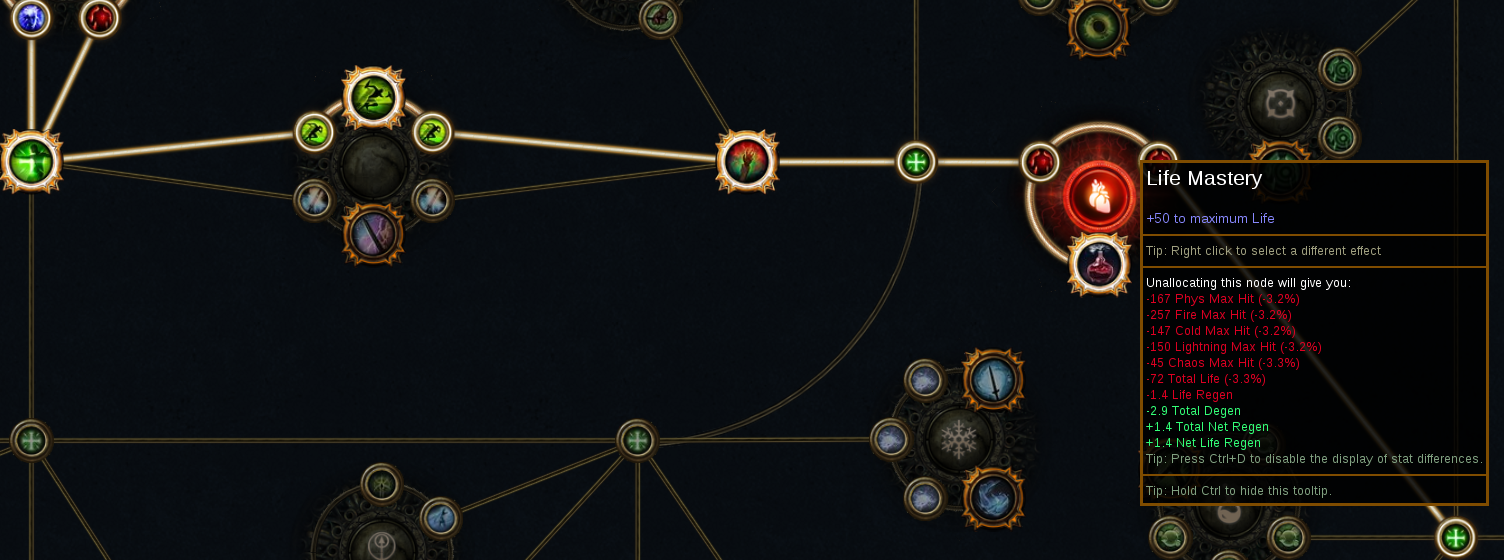 Life Mastery
+50 to maximum Life
Tip: Right click to select a different effect
Unallocating this node will give you:
-167 Phys Max Hit (-3.2%)
-257 Fire Max Hit (-3.2%)
-147 Cold Max Hit (-3.2%)
-150 Lightning Max Hit (-3.2%)
-45 Chaos Max Hit (-3.3%)
-72 Total Life (-3.3%)
-1.4 Life Regen
-2.9 Total Degen
+1.4 Total Net Regen
+1.4 Net Life Regen
Tip: Press Ctrl+D to disable the display of stat differences.
Tip: Hold Ctrl to hide this tooltip.